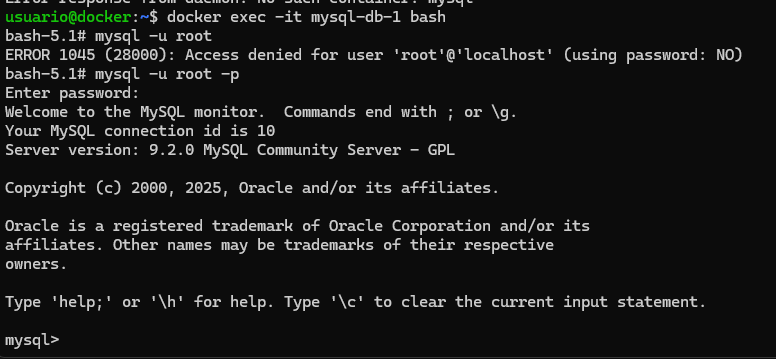 Error response from daemon: No such container: mysql
usuario@docker:~$ docker exec -it mysql-db-1 bash
bash-5.1# mysql -u root
ERROR 1045 (28000): Access denied for user 'root'@'localhost' (using password: NO)
bash-5.1# mysql -u root -p
Enter password:
Welcome to the MySQL monitor.  Commands end with ; or \g.
Your MySQL connection id is 10
Server version: 9.2.0 MySQL Community Server - GPL

Copyright (c) 2000, 2025, Oracle and/or its affiliates.

Oracle is a registered trademark of Oracle Corporation and/or its
affiliates. Other names may be trademarks of their respective
owners.

Type 'help;' or '\h' for help. Type '\c' to clear the current input statement.

mysql>